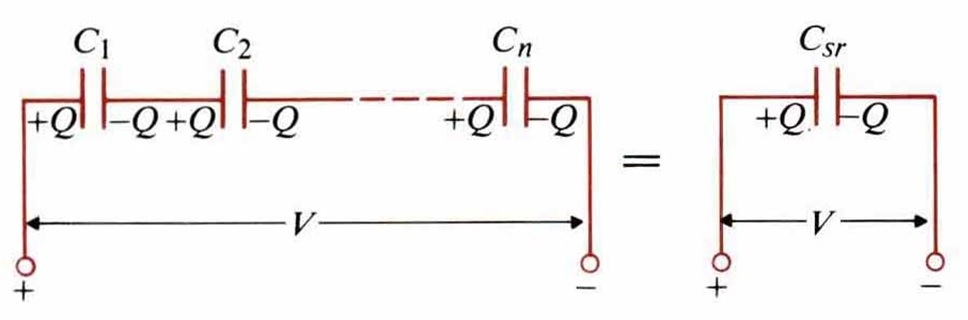 C₁ C₂ Cₙ Cₛᵣ
+Q −Q +Q −Q +Q −Q +Q −Q
=
V V
+ − + −